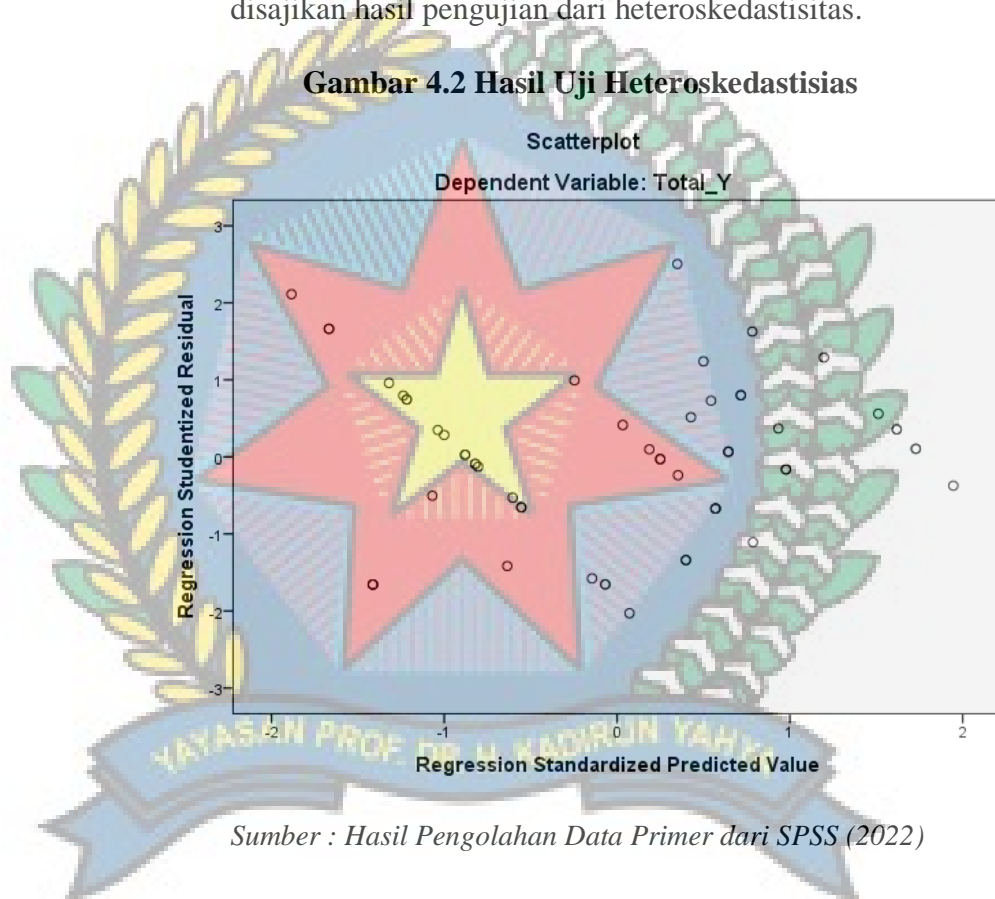 disajikan hasil pengujian dari heteroskedastisitas.
Gambar 4.2 Hasil Uji Heteroskedastisias
Scatterplot
Dependent Variable: Total_Y
Regression Studentized Residual
3
2
1
0
-1
-2
-3
-2
-1
0
1
2
Regression Standardized Predicted Value
YAYASAN PROF. DR. H. KADIRUN YAHYA
Sumber : Hasil Pengolahan Data Primer dari SPSS (2022)